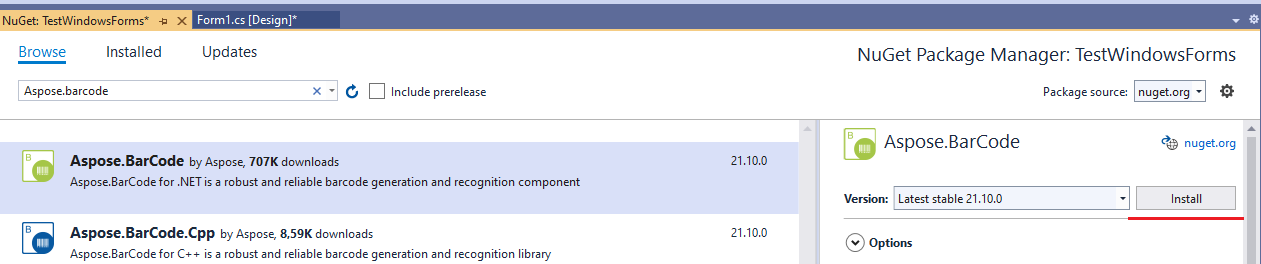 NuGet: TestWindowsForms*
Form1.cs [Design]*
Browse Installed Updates
NuGet Package Manager: TestWindowsForms
Aspose.barcode
Include prerelease
Package source: nuget.org
B
Aspose.BarCode by Aspose, 707K downloads
21.10.0
Aspose.BarCode for .NET is a robust and reliable barcode generation and recognition component
B
Aspose.BarCode.Cpp by Aspose, 8,59K downloads
21.10.0
Aspose.BarCode for C++ is a robust and reliable barcode generation and recognition library
B
Aspose.BarCode
nuget.org
Version: Latest stable 21.10.0
Install
Options